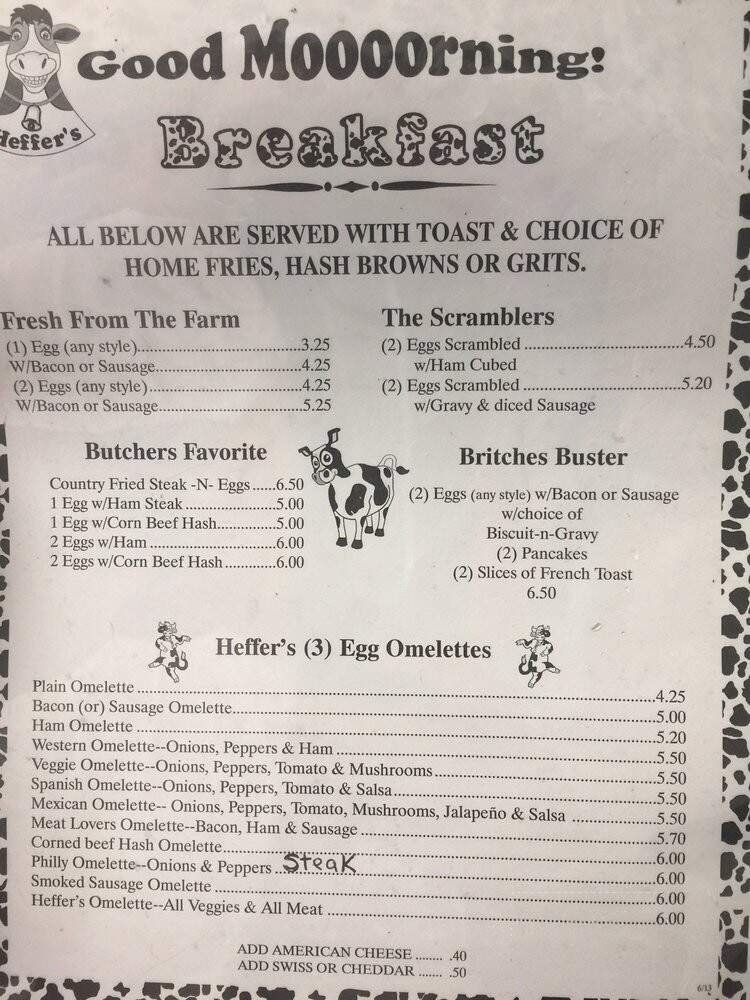 Heffer's
Good Moooorning!
Breakfast
ALL BELOW ARE SERVED WITH TOAST & CHOICE OF
HOME FRIES, HASH BROWNS OR GRITS.
Fresh From The Farm
(1) Egg (any style)..............................3.25
W/Bacon or Sausage..........................4.25
(2) Eggs (any style)............................4.25
W/Bacon or Sausage..........................5.25
The Scramblers
(2) Eggs Scrambled .............................4.50
w/Ham Cubed
(2) Eggs Scrambled .............................5.20
w/Gravy & diced Sausage
Butchers Favorite
Country Fried Steak -N- Eggs .....6.50
1 Egg w/Ham Steak .....................5.00
1 Egg w/Corn Beef Hash...............5.00
2 Eggs w/Ham ............................6.00
2 Eggs w/Corn Beef Hash.............6.00
Britches Buster
(2) Eggs (any style) w/Bacon or Sausage
w/choice of
Biscuit-n-Gravy
(2) Pancakes
(2) Slices of French Toast
6.50
Heffer's (3) Egg Omelettes
Plain Omelette ..............................4.25
Bacon (or) Sausage Omelette..............................5.00
Ham Omelette ..............................5.20
Western Omelette--Onions, Peppers & Ham ..............................5.50
Veggie Omelette--Onions, Peppers, Tomato & Mushrooms..............................5.50
Spanish Omelette--Onions, Peppers, Tomato & Salsa..............................5.50
Mexican Omelette-- Onions, Peppers, Tomato, Mushrooms, Jalapeño & Salsa ...............5.50
Meat Lovers Omelette--Bacon, Ham & Sausage ..............................5.70
Corned beef Hash Omelette..............................6.00
Philly Omelette--Onions & Peppers ..Steak..............................6.00
Smoked Sausage Omelette ..............................6.00
Heffer's Omelette--All Veggies & All Meat ..............................6.00
ADD AMERICAN CHEESE ........ .40
ADD SWISS OR CHEDDAR ....... .50
6/13